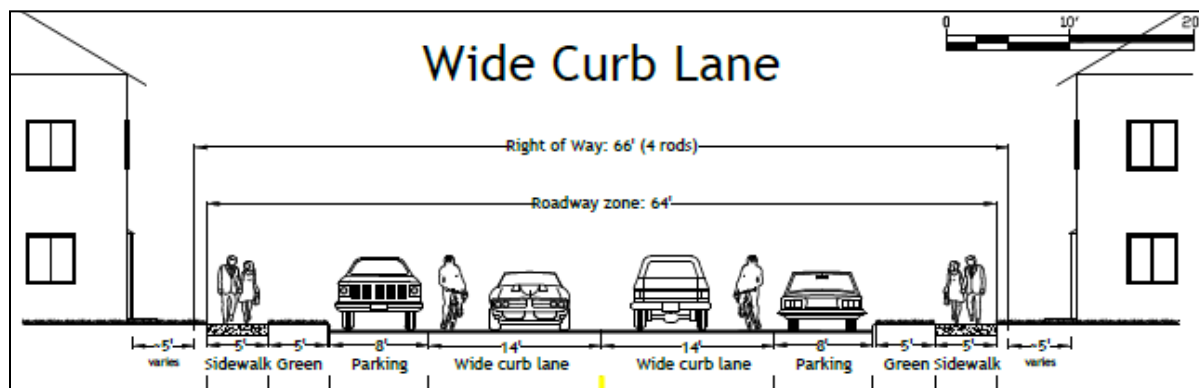 0 10' 20
Wide Curb Lane
Right of Way: 66' (4 rods)
Roadway zone: 64'
~5' 5' 5' 8' 14' 14' 8' 5' 5' ~5'
varies Sidewalk Green Parking Wide curb lane Wide curb lane Parking Green Sidewalk varies